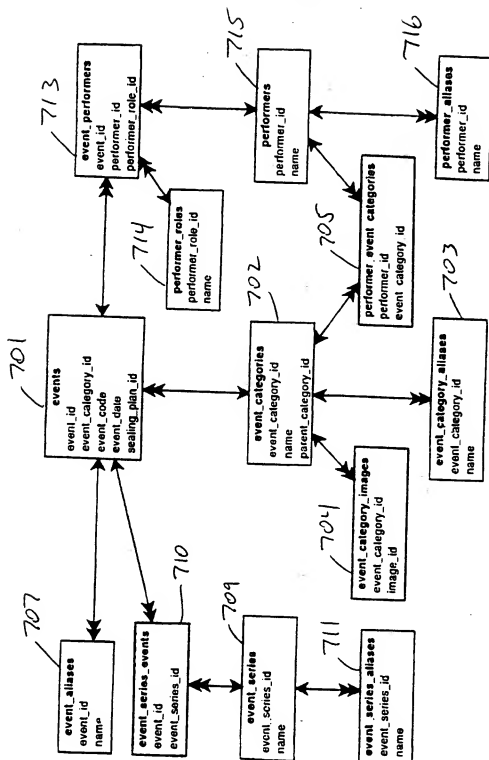 701
events
event_id
event_category_id
event_code
event_date
seating_plan_id
707
event_aliases
event_id
name
710
event_series_events
event_id
event_series_id
709
event_series
event_series_id
name
711
event_series_aliases
event_series_id
name
702
event_categories
event_category_id
name
parent_category_id
704
event_category_images
event_category_id
image_id
703
event_category_aliases
event_category_id
name
705
performer_event_categories
performer_id
event_category_id
713
event_performers
event_id
performer_id
performer_role_id
714
performer_roles
performer_role_id
name
715
performers
performer_id
name
716
performer_aliases
performer_id
name